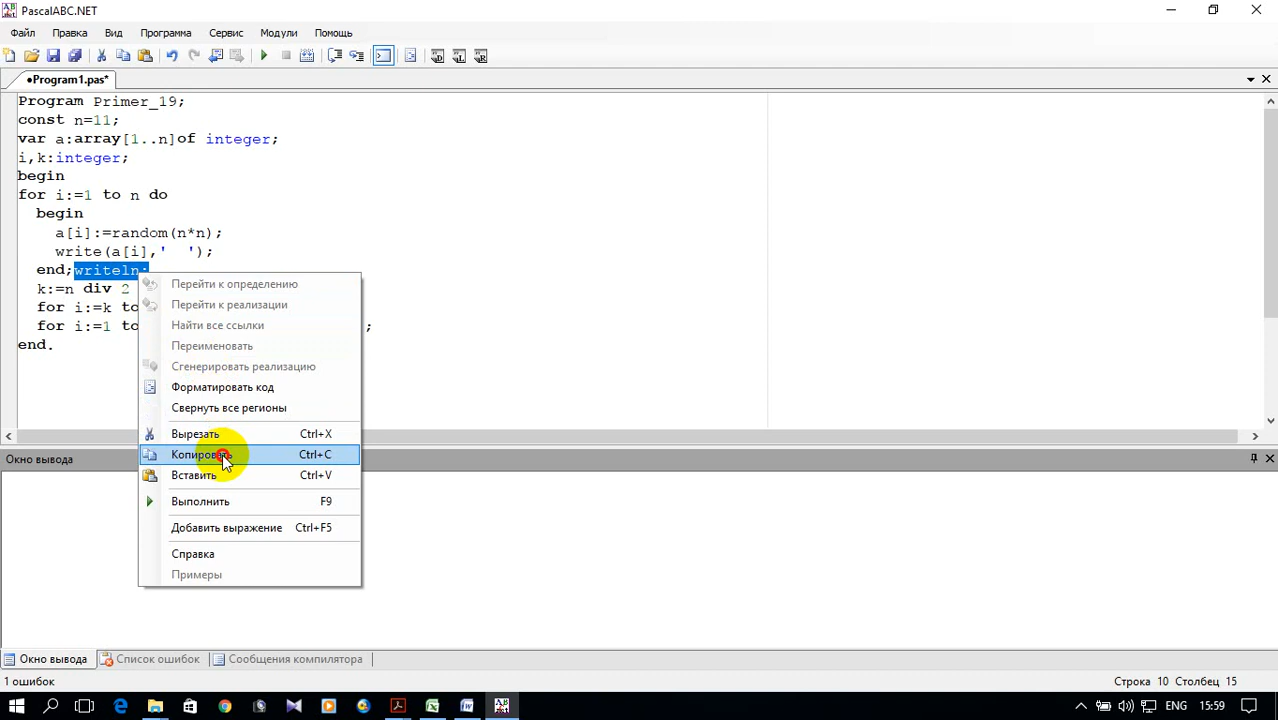 PascalABC.NET
Файл Правка Вид Программа Сервис Модули Помощь
•Program1.pas*
Program Primer_19;
const n=11;
var a:array[1..n]of integer;
i,k:integer;
begin
for i:=1 to n do
begin
a[i]:=random(n*n);
write(a[i],'  ');
end;writeln;
k:=n div 2
for i:=k to
for i:=1 to ;
end.
Перейти к определению
Перейти к реализации
Найти все ссылки
Переименовать
Сгенерировать реализацию
Форматировать код
Свернуть все регионы
Вырезать Ctrl+X
Копировать Ctrl+C
Вставить Ctrl+V
Выполнить F9
Добавить выражение Ctrl+F5
Справка
Примеры
Окно вывода
Окно вывода Список ошибок Сообщения компилятора
1 ошибок Строка 10 Столбец 15
ENG 15:59